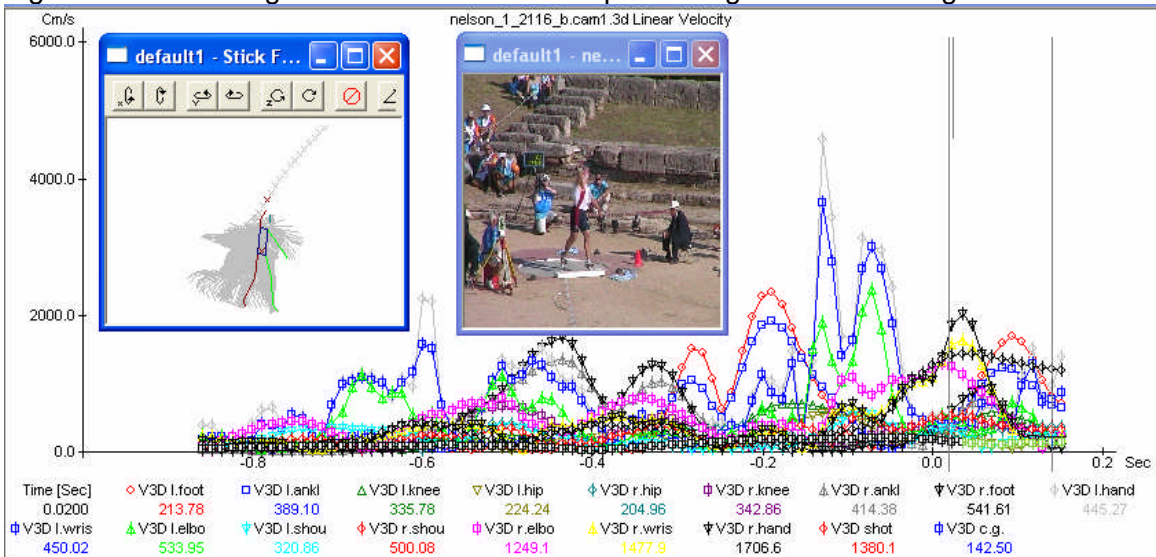 Cm/s
nelson_1_2116_b.cam1.3d Linear Velocity
6000.0
default1 - Stick F...
default1 - ne...
4000.0
2000.0
0.0
-0.8 -0.6 -0.4 -0.2 0.0 0.2 Sec
Time [Sec] V3D l.foot V3D l.ankl V3D l.knee V3D l.hip V3D r.hip V3D r.knee V3D r.ankl V3D r.foot V3D l.hand
0.0200 213.78 389.10 335.78 224.24 204.96 342.86 414.38 541.61 445.27
V3D l.wris V3D l.elbo V3D l.shou V3D r.shou V3D r.elbo V3D r.wris V3D r.hand V3D shot V3D c.g.
450.02 533.95 320.86 500.08 1249.1 1477.9 1706.6 1380.1 142.50